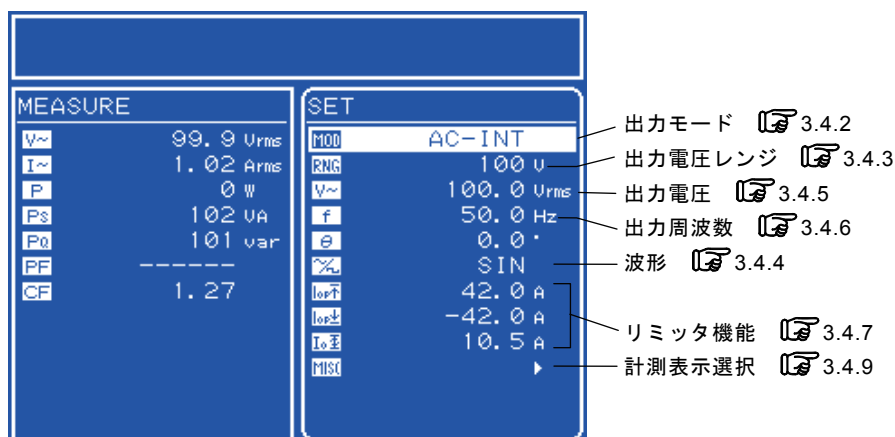 MEASURE
V~ 99.9 Vrms
I~ 1.02 Arms
P 0 W
PS 102 VA
PQ 101 var
PF ------
CF 1.27
SET
MOD AC-INT
RNG 100 V
V~ 100.0 Vrms
f 50.0 Hz
θ 0.0 °
SIN
42.0 A
-42.0 A
10.5 A
MISC
出力モード 3.4.2
出力電圧レンジ 3.4.3
出力電圧 3.4.5
出力周波数 3.4.6
波形 3.4.4
リミッタ機能 3.4.7
計測表示選択 3.4.9